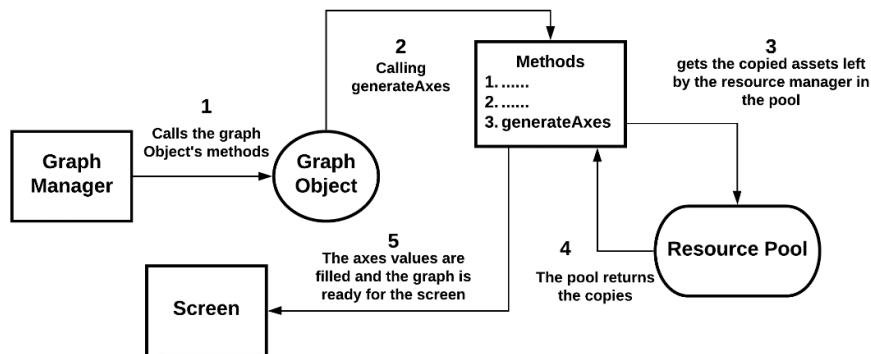 1
Calls the graph
Object's methods
Graph
Manager
Graph
Object
2
Calling
generateAxes
Methods
1. ......
2. ......
3. generateAxes
3
gets the copied assets left
by the resource manager in
the pool
Resource Pool
4
The pool returns
the copies
5
The axes values are
filled and the graph is
ready for the screen
Screen